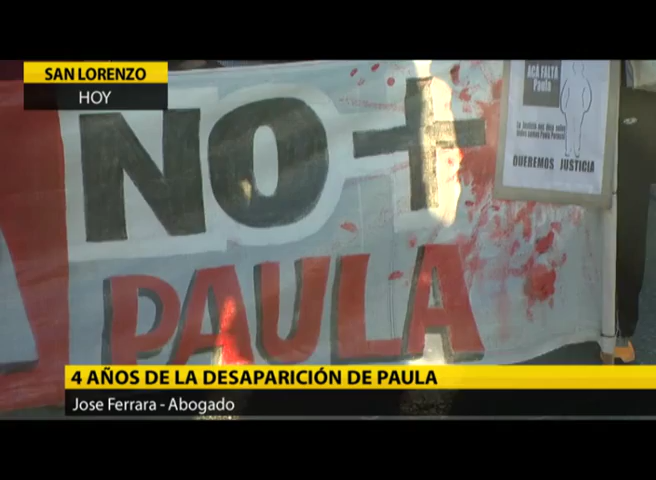 SAN LORENZO
HOY
NO +
PAULA
ACÁ FALTA
Paula
QUEREMOS JUSTICIA
4 AÑOS DE LA DESAPARICIÓN DE PAULA
Jose Ferrara - Abogado